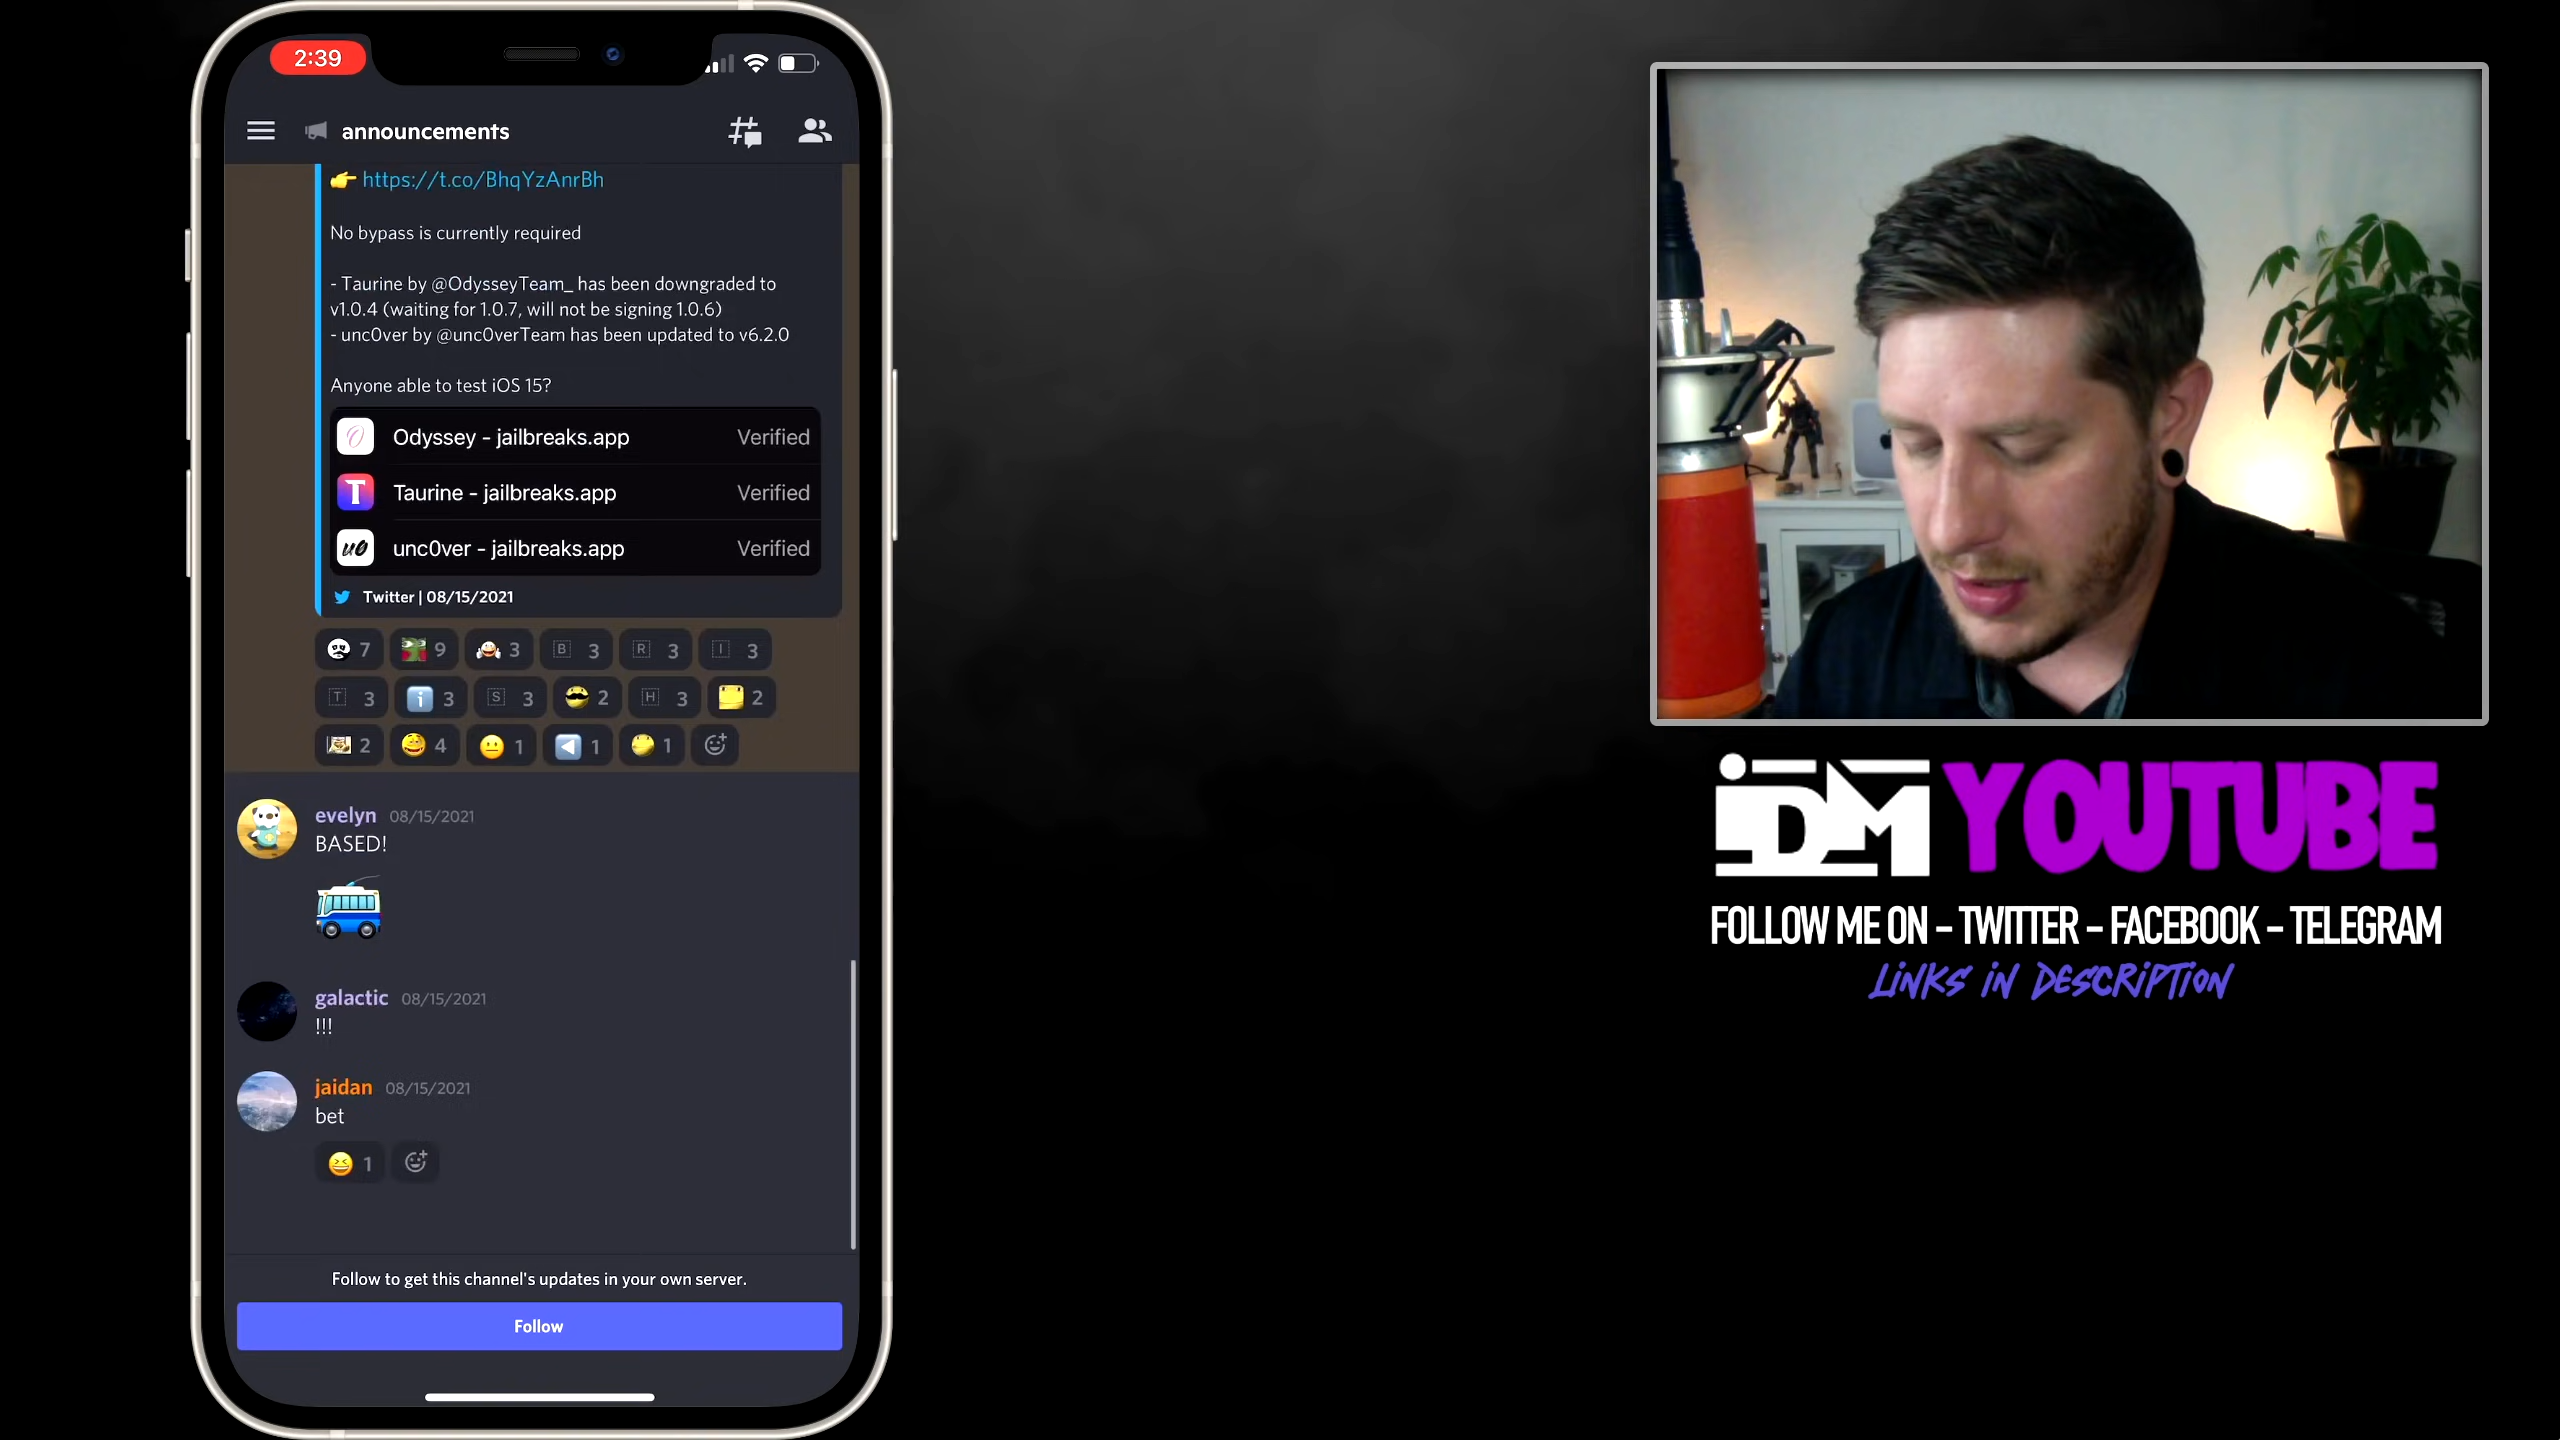 2:39
announcements
👉 https://t.co/BhqYzAnrBh
No bypass is currently required
- Taurine by @OdysseyTeam_ has been downgraded to
v1.0.4 (waiting for 1.0.7, will not be signing 1.0.6)
- unc0ver by @unc0verTeam has been updated to v6.2.0
Anyone able to test iOS 15?
Odyssey - jailbreaks.app Verified
T Taurine - jailbreaks.app Verified
u0 unc0ver - jailbreaks.app Verified
Twitter | 08/15/2021
7 9 3 B 3 R 3 I 3
T 3 i 3 S 3 2 H 3 2
2 4 1 1 1
evelyn 08/15/2021
BASED!
galactic 08/15/2021
!!!
jaidan 08/15/2021
bet
1
Follow to get this channel's updates in your own server.
Follow
iDM YOUTUBE
FOLLOW ME ON - TWITTER - FACEBOOK - TELEGRAM
LINKS IN DESCRIPTION